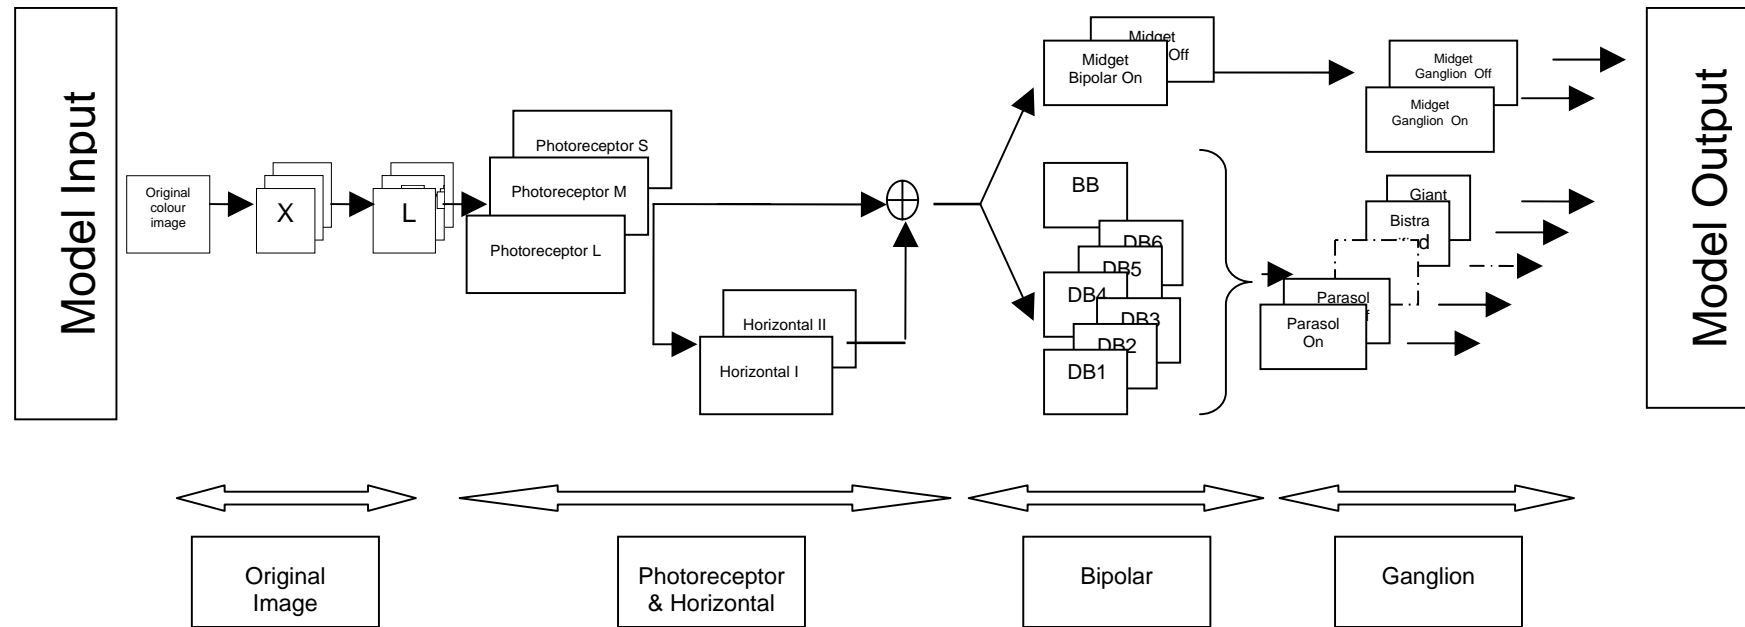 Model Input
Original
colour
image
X
L
Photoreceptor S
Photoreceptor M
Photoreceptor L
Horizontal II
Horizontal I
Midget
Off
Midget
Bipolar On
BB
DB6
DB5
DB4
DB3
DB2
DB1
Midget
Ganglion Off
Midget
Ganglion On
Giant
Bistra
d
Parasol
Parasol
On
Model Output
Original
Image
Photoreceptor
& Horizontal
Bipolar
Ganglion